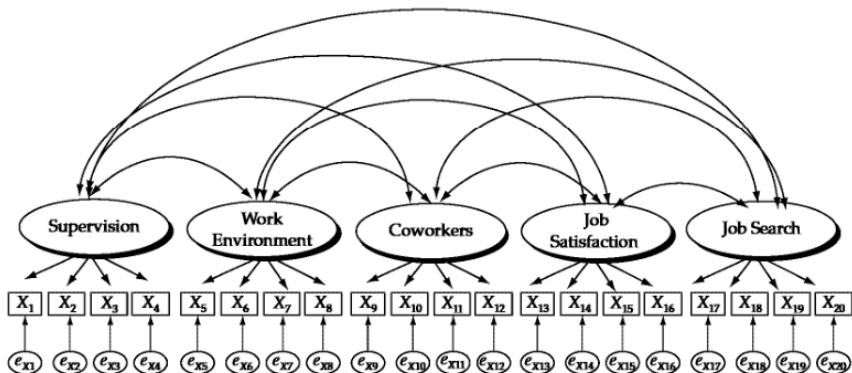 Supervision
Work
Environment
Coworkers
Job
Satisfaction
Job Search
X1 X2 X3 X4 X5 X6 X7 X8 X9 X10 X11 X12 X13 X14 X15 X16 X17 X18 X19 X20
eX1 eX2 eX3 eX4 eX5 eX6 eX7 eX8 eX9 eX10 eX11 eX12 eX13 eX14 eX15 eX16 eX17 eX18 eX19 eX20